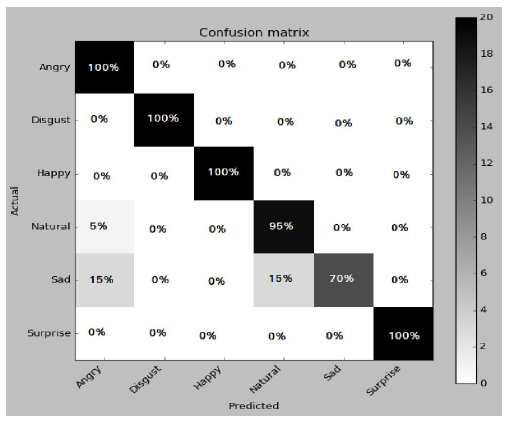 Confusion matrix
Angry 100% 0% 0% 0% 0% 0%
Disgust 0% 100% 0% 0% 0% 0%
Happy 0% 0% 100% 0% 0% 0%
Natural 5% 0% 0% 95% 0% 0%
Sad 15% 0% 0% 15% 70% 0%
Surprise 0% 0% 0% 0% 0% 100%
Angry Disgust Happy Natural Sad Surprise
Predicted
Actual
20
18
16
14
12
10
8
6
4
2
0